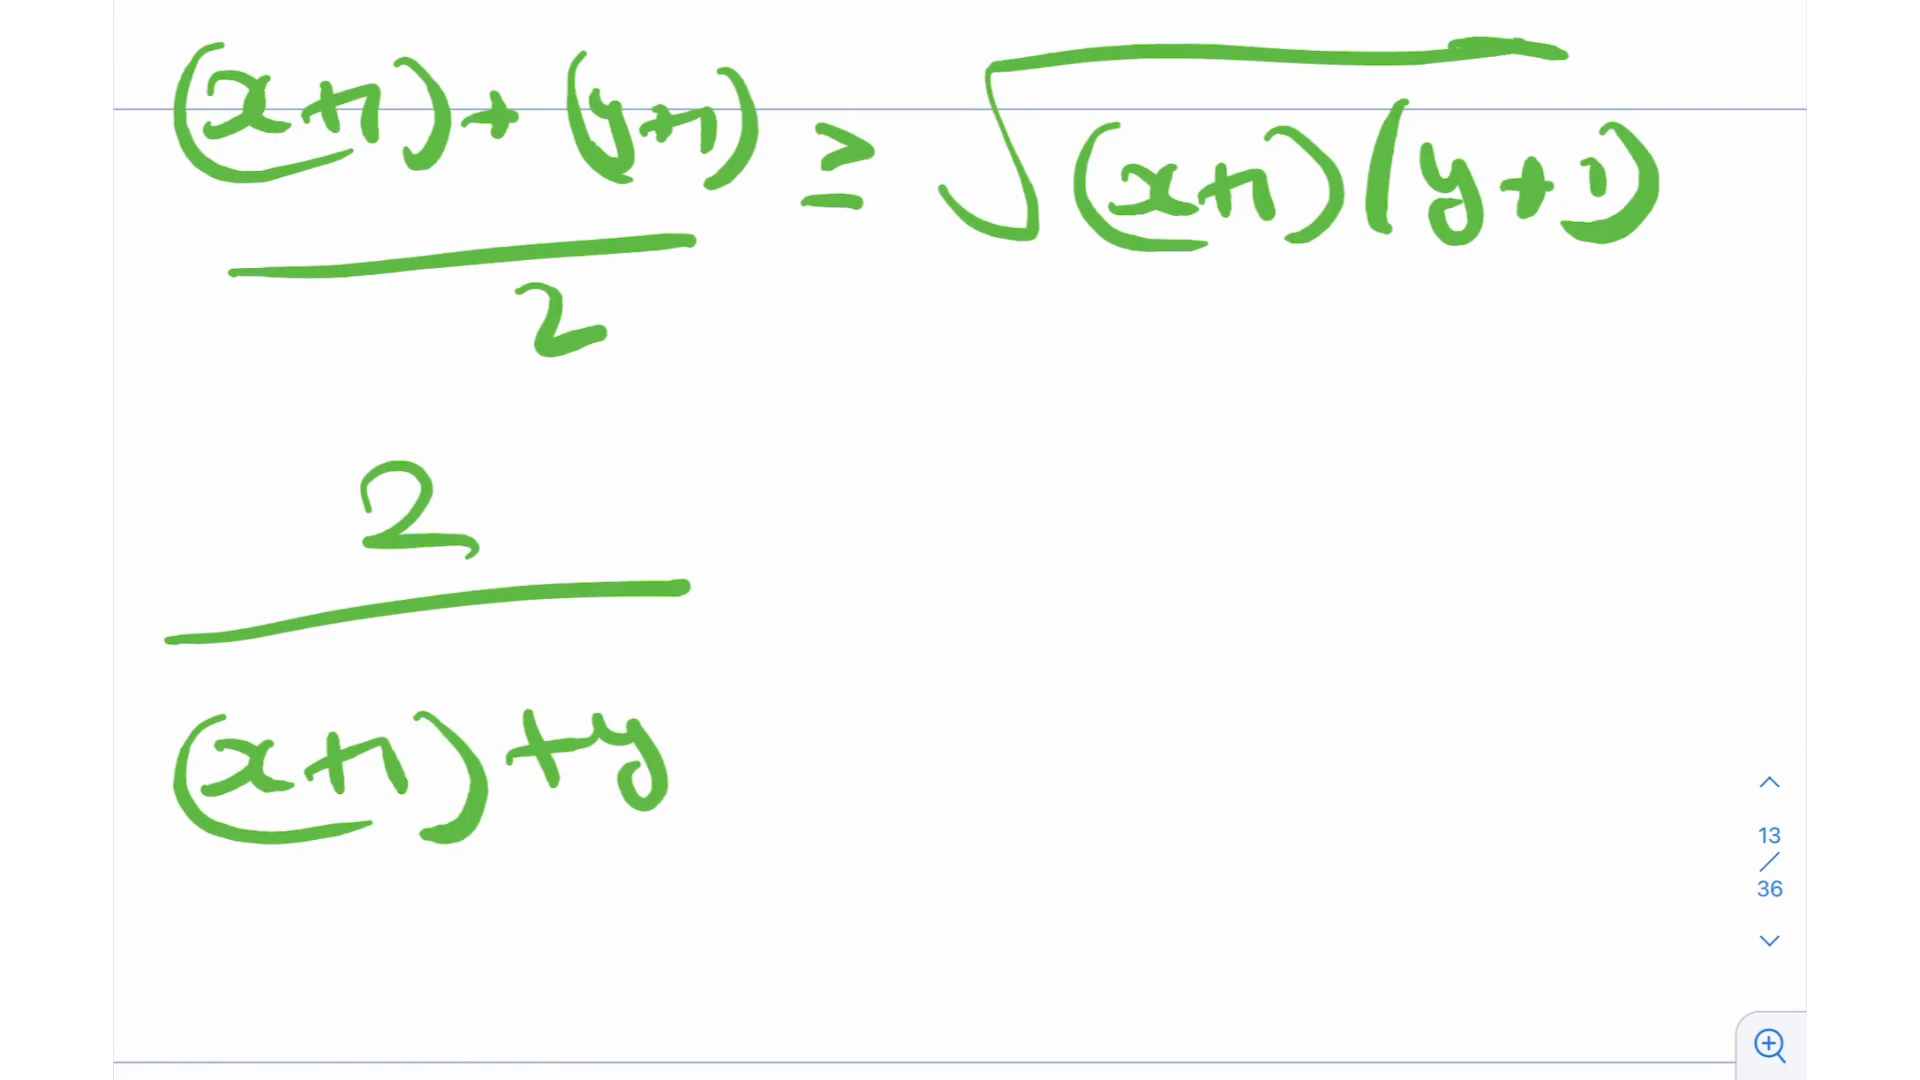 (x+1)+(y+1)
———
2
≥ √(x+1)(y+1)
2
———
(x+1)+y
13
/
36